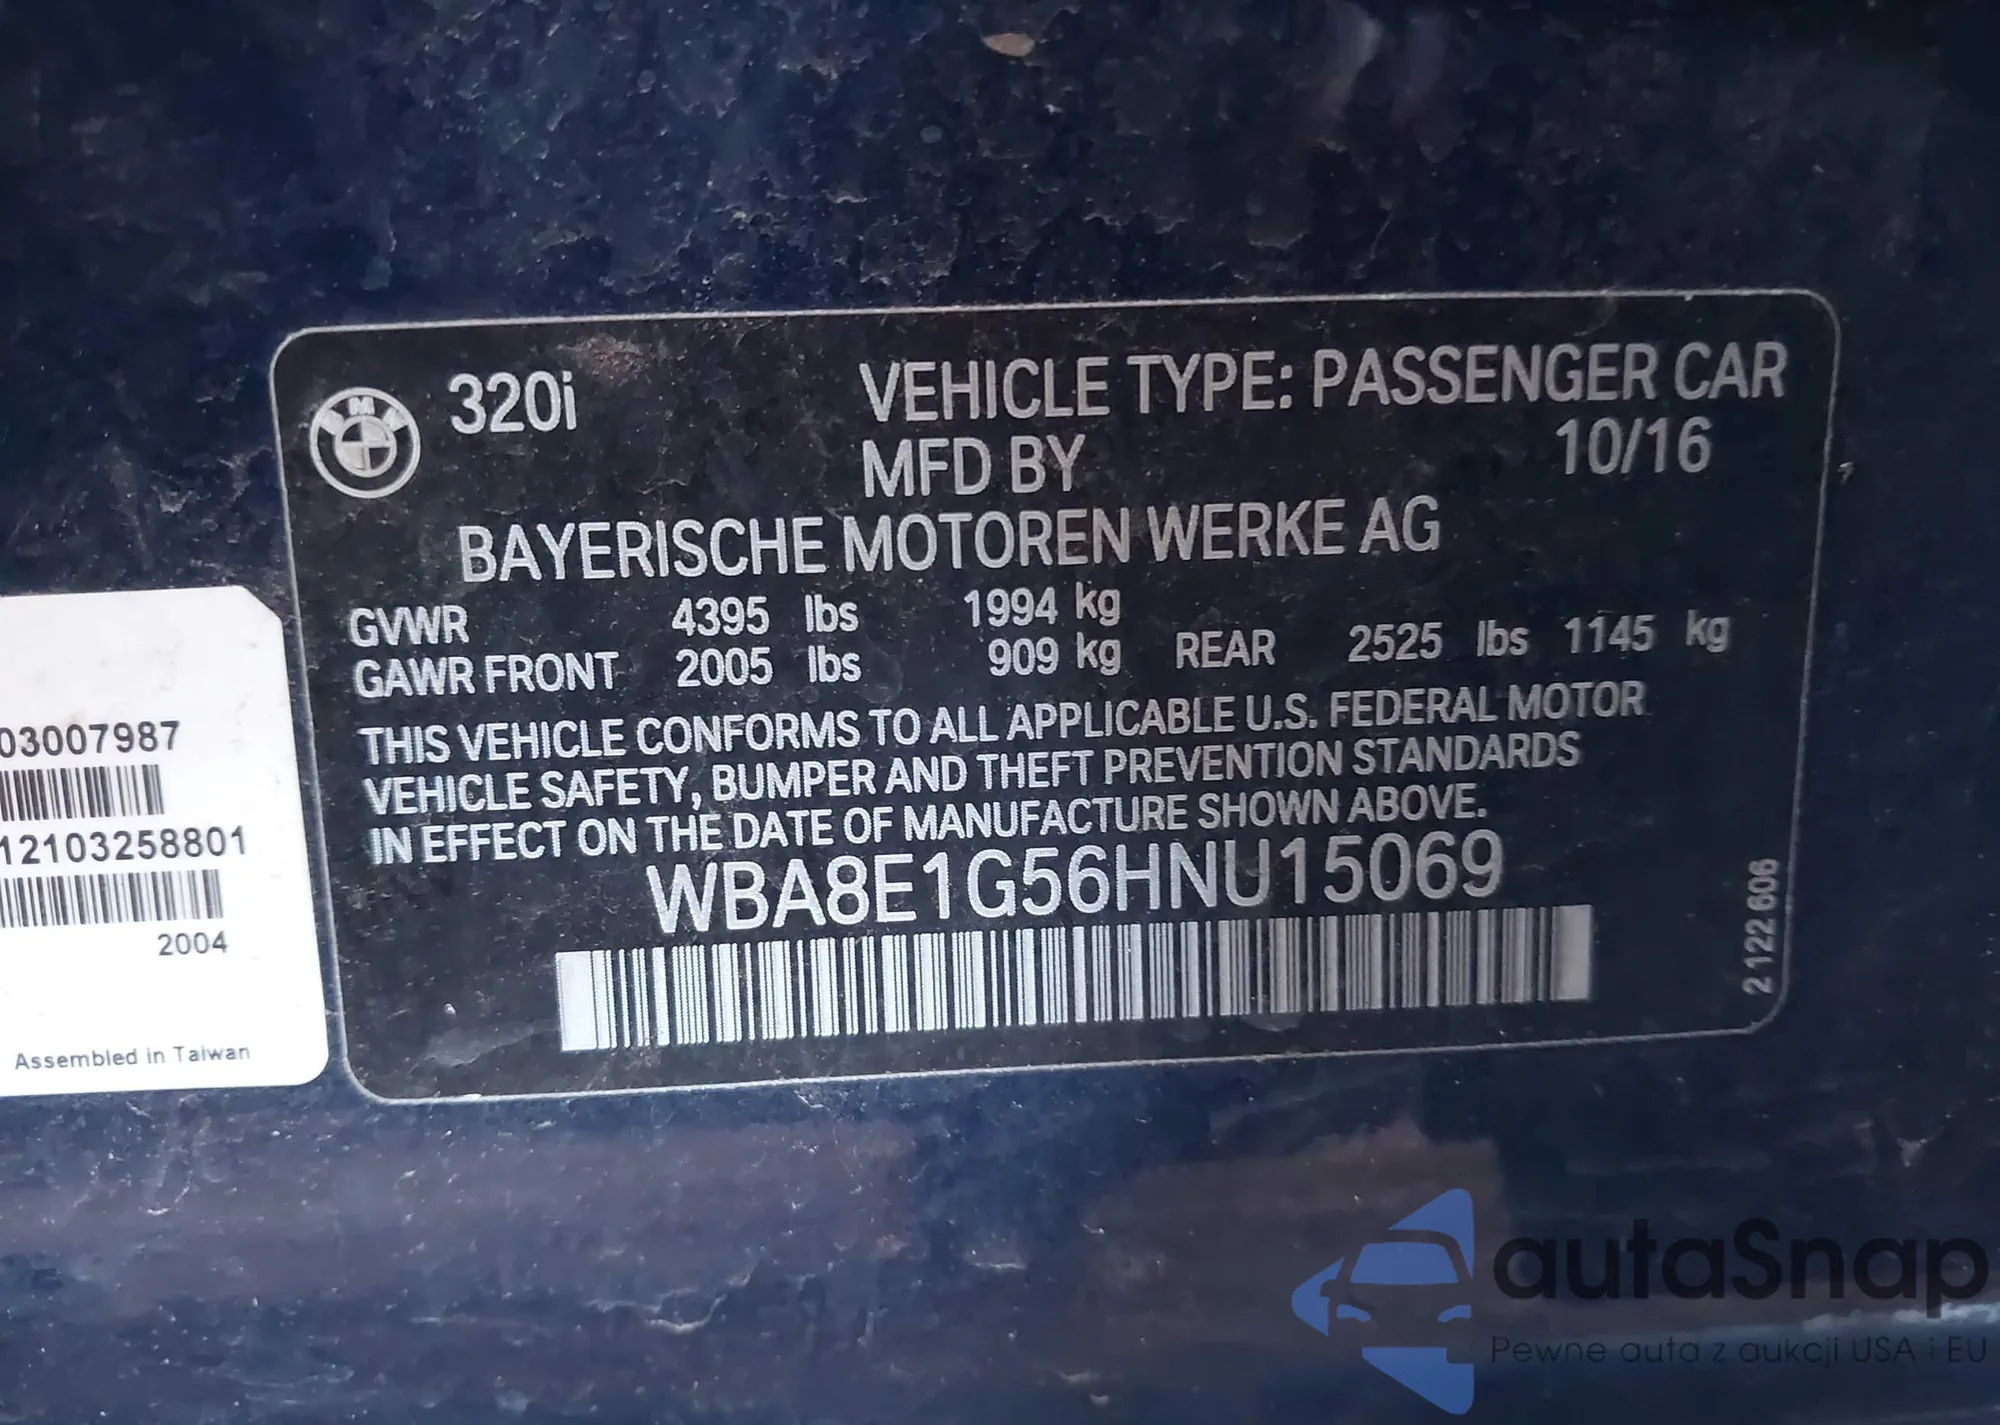 320i
VEHICLE TYPE: PASSENGER CAR
MFD BY 10/16
BAYERISCHE MOTOREN WERKE AG
GVWR 4395 lbs 1994 kg
GAWR FRONT 2005 lbs 909 kg REAR 2525 lbs 1145 kg
THIS VEHICLE CONFORMS TO ALL APPLICABLE U.S. FEDERAL MOTOR
VEHICLE SAFETY, BUMPER AND THEFT PREVENTION STANDARDS
IN EFFECT ON THE DATE OF MANUFACTURE SHOWN ABOVE.
WBA8E1G56HNU15069
2 122 606
03007987
12103258801
2004
Assembled in Taiwan
BMW
autaSnap
Pewne auta z aukcji USA i EU